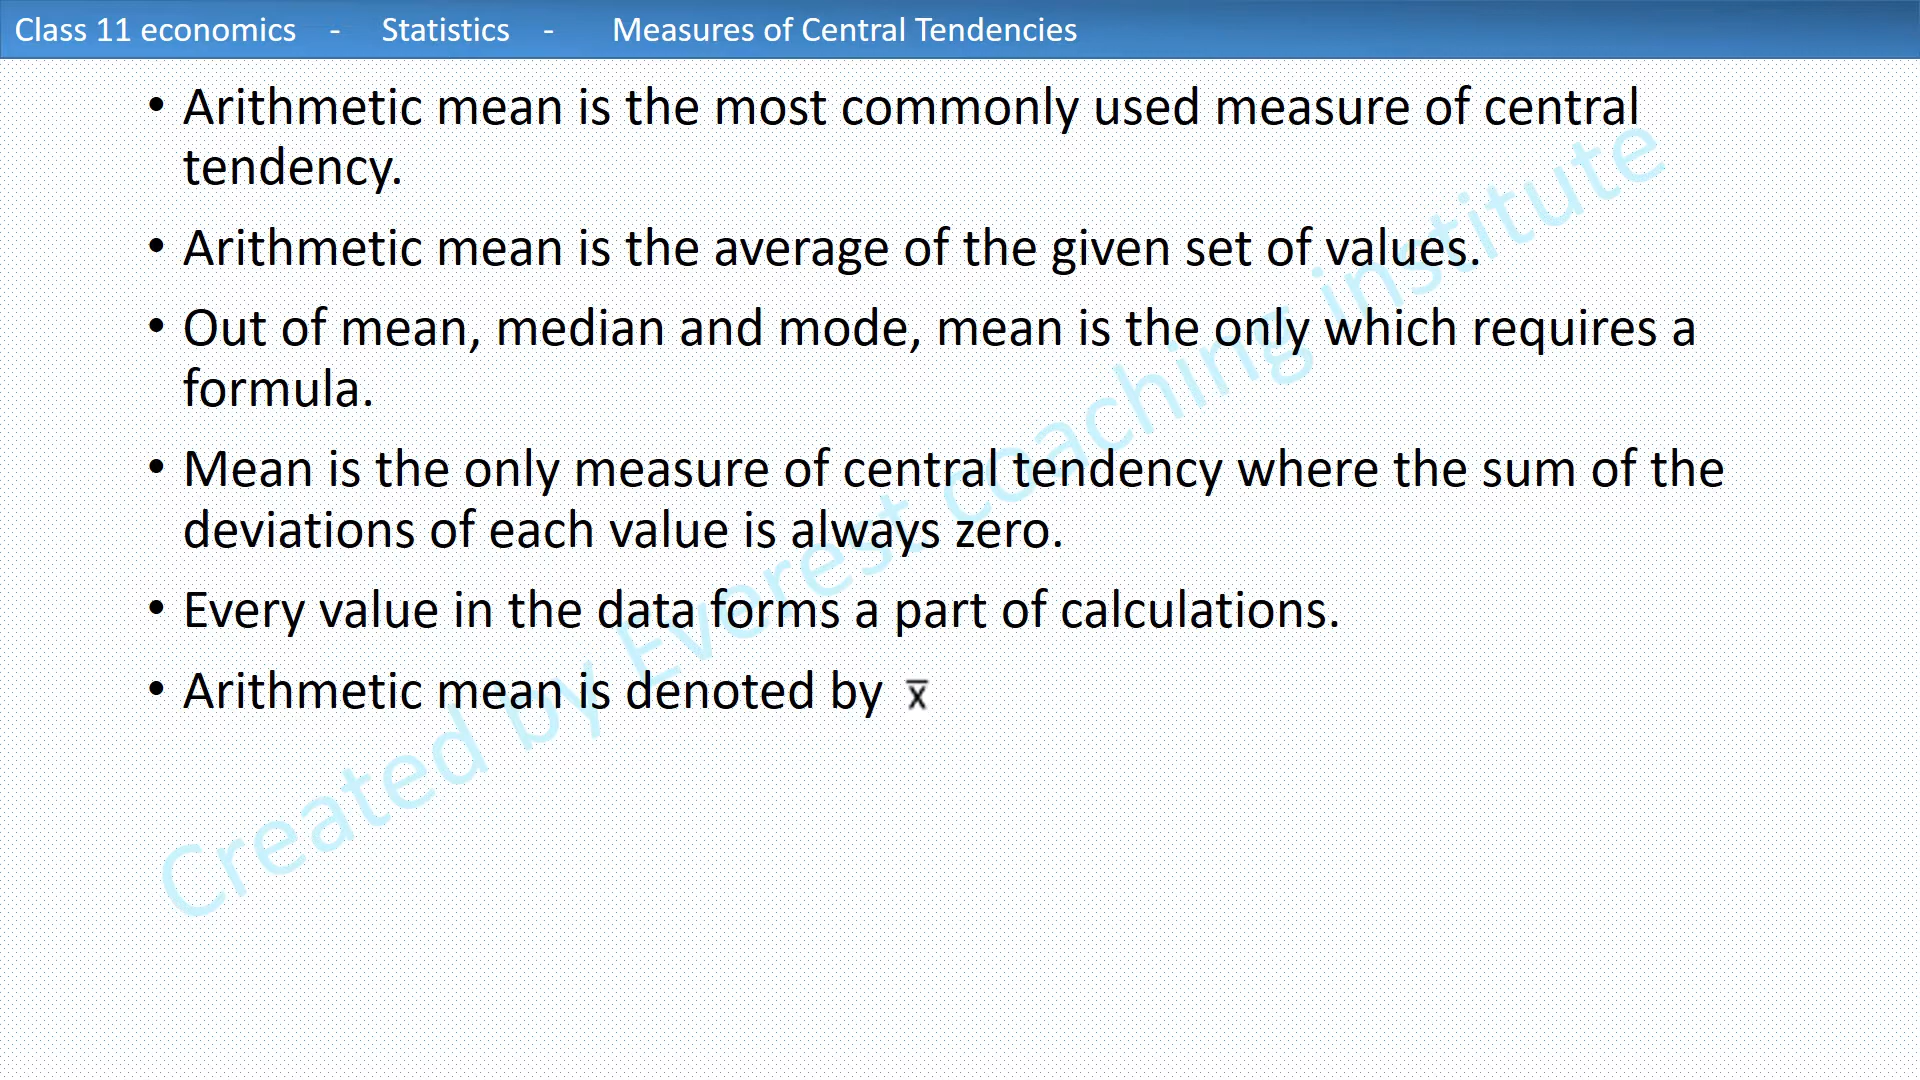 Class 11 economics - Statistics - Measures of Central Tendencies
• Arithmetic mean is the most commonly used measure of central
tendency.
• Arithmetic mean is the average of the given set of values.
• Out of mean, median and mode, mean is the only which requires a
formula.
• Mean is the only measure of central tendency where the sum of the
deviations of each value is always zero.
• Every value in the data forms a part of calculations.
• Arithmetic mean is denoted by x̅
Created by Everest coaching institute